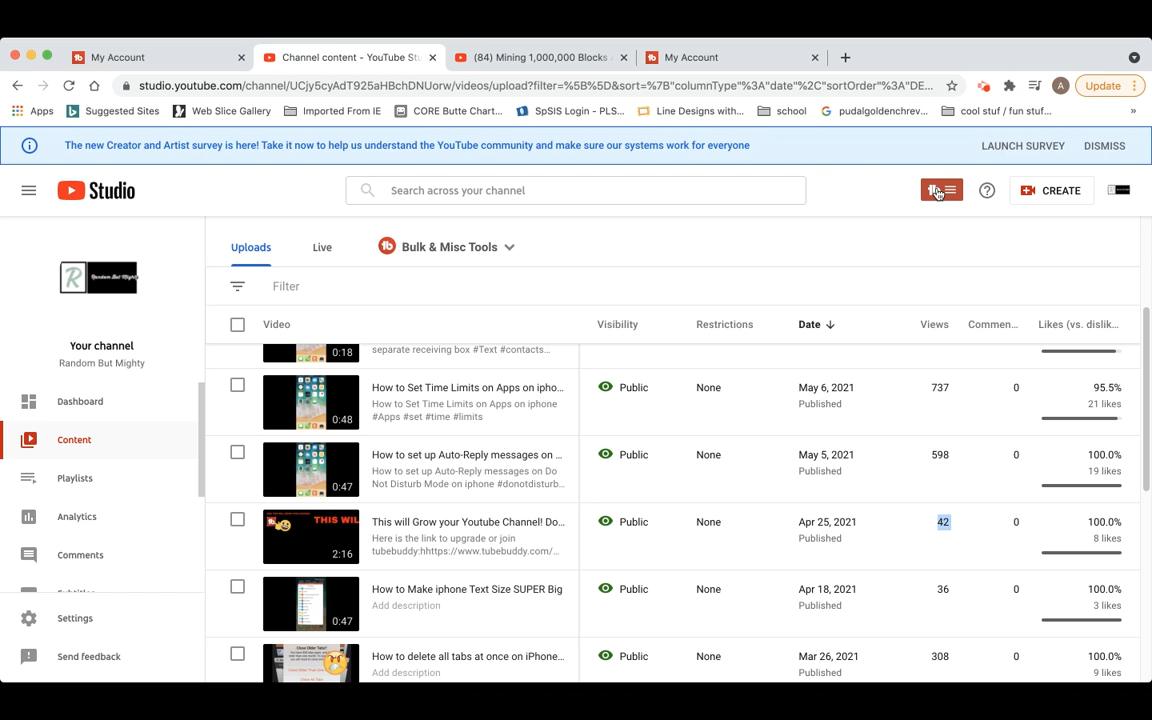 My Account
Channel content - YouTube Stu
(84) Mining 1,000,000 Blocks
My Account
studio.youtube.com/channel/UCjy5cyAdT925aHBchDNUorw/videos/upload?filter=%5B%5D&sort=%7B"columnType"%3A"date"%2C"sortOrder"%3A"DE...
A
Update
Apps
Suggested Sites
Web Slice Gallery
Imported From IE
CORE Butte Chart...
SpSIS Login - PLS...
Line Designs with...
school
pudalgoldenchrev...
cool stuf / fun stuf...
»
The new Creator and Artist survey is here! Take it now to help us understand the YouTube community and make sure our systems work for everyone
LAUNCH SURVEY
DISMISS
Studio
Search across your channel
CREATE
Uploads
Live
Bulk & Misc Tools
Filter
Video
Visibility
Restrictions
Date
Views
Commen...
Likes (vs. dislik...
R Random But Mighty
Your channel
Random But Mighty
Dashboard
Content
Playlists
Analytics
Comments
Settings
Send feedback
0:18
separate receiving box #Text #contacts...
0:48
How to Set Time Limits on Apps on ipho...
How to Set Time Limits on Apps on iphone
#Apps #set #time #limits
Public
None
May 6, 2021
Published
737
0
95.5%
21 likes
0:47
How to set up Auto-Reply messages on ...
How to set up Auto-Reply messages on Do
Not Disturb Mode on iphone #donotdisturb...
Public
None
May 5, 2021
Published
598
0
100.0%
19 likes
THIS WIL
2:16
This will Grow your Youtube Channel! Do...
Here is the link to upgrade or join
tubebuddy:hhttps://www.tubebuddy.com/...
Public
None
Apr 25, 2021
Published
42
0
100.0%
8 likes
0:47
How to Make iphone Text Size SUPER Big
Add description
Public
None
Apr 18, 2021
Published
36
0
100.0%
3 likes
How to delete all tabs at once on iPhone...
Add description
Public
None
Mar 26, 2021
Published
308
0
100.0%
9 likes